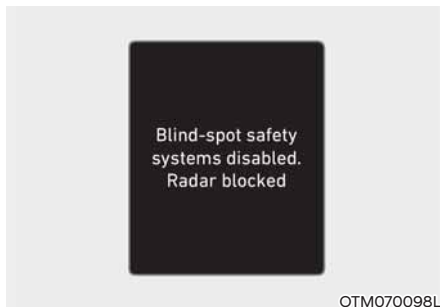 Blind-spot safety
systems disabled.
Radar blocked
OTM070098L